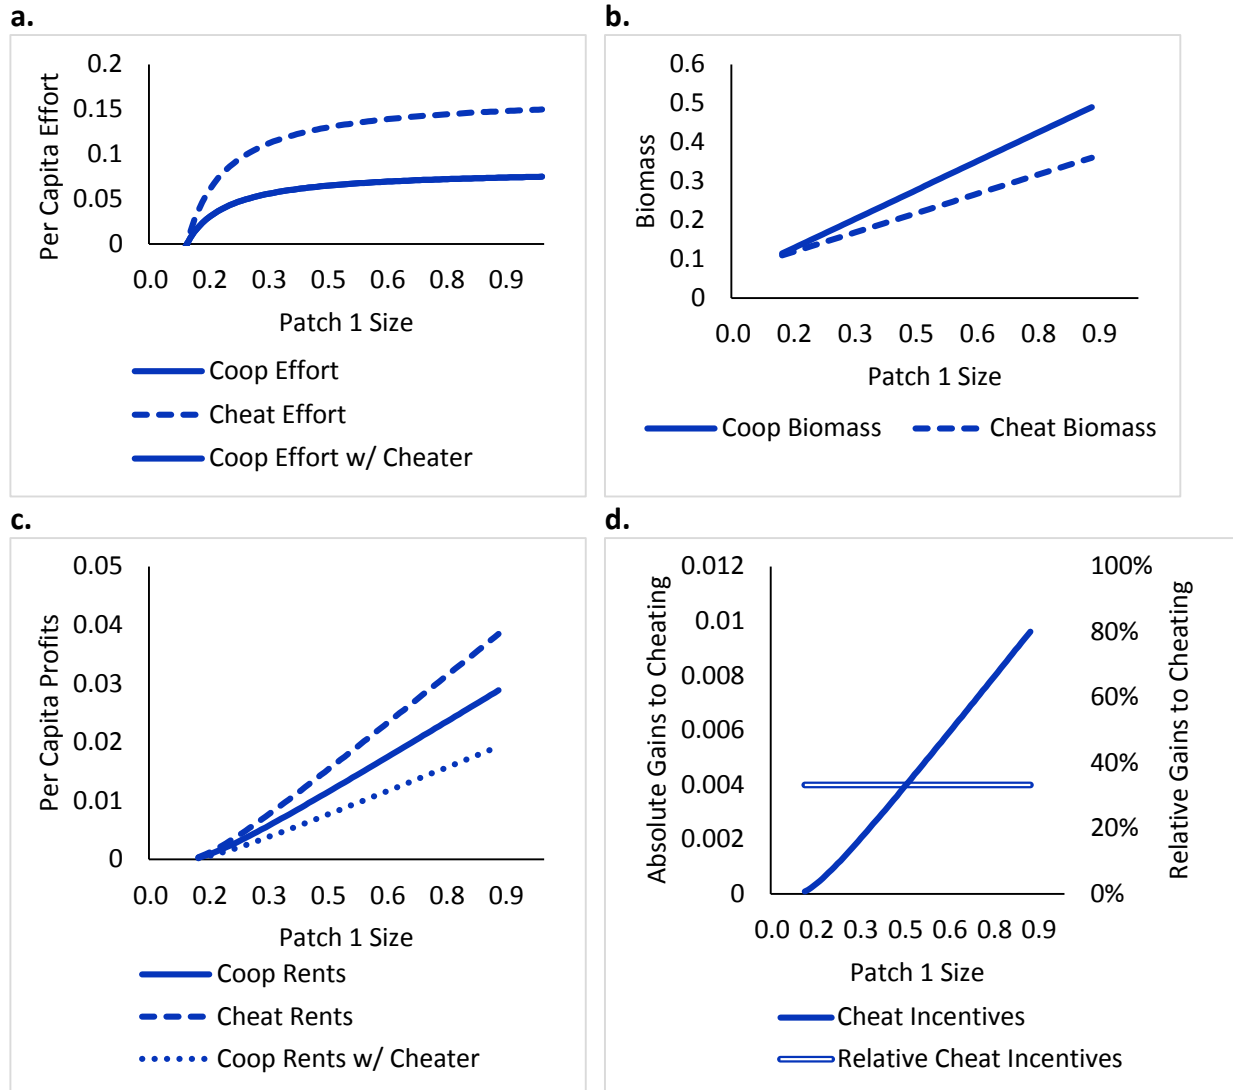 a.
Per Capita Effort
0.2
0.15
0.1
0.05
0
0.0 0.2 0.3 0.5 0.6 0.8 0.9
Patch 1 Size
Coop Effort
Cheat Effort
Coop Effort w/ Cheater
b.
Biomass
0.6
0.5
0.4
0.3
0.2
0.1
0
0.0 0.2 0.3 0.5 0.6 0.8 0.9
Patch 1 Size
Coop Biomass Cheat Biomass
c.
Per Capita Profits
0.05
0.04
0.03
0.02
0.01
0
0.0 0.2 0.3 0.5 0.6 0.8 0.9
Patch 1 Size
Coop Rents
Cheat Rents
Coop Rents w/ Cheater
d.
Absolute Gains to Cheating
0.012
0.01
0.008
0.006
0.004
0.002
0
100%
80%
60%
40%
20%
0%
Relative Gains to Cheating
0.0 0.2 0.3 0.5 0.6 0.8 0.9
Patch 1 Size
Cheat Incentives
Relative Cheat Incentives